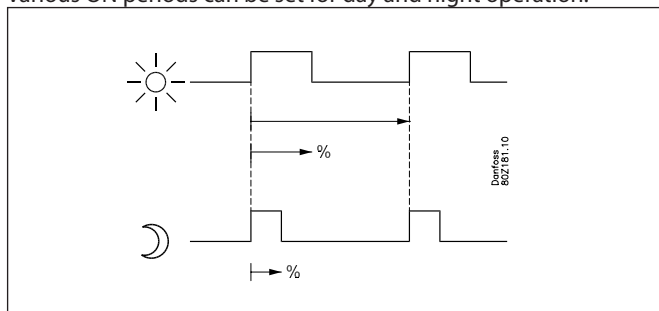 Various ON periods can be set for day and night operation.
%
%
Danfoss
80Z181.10